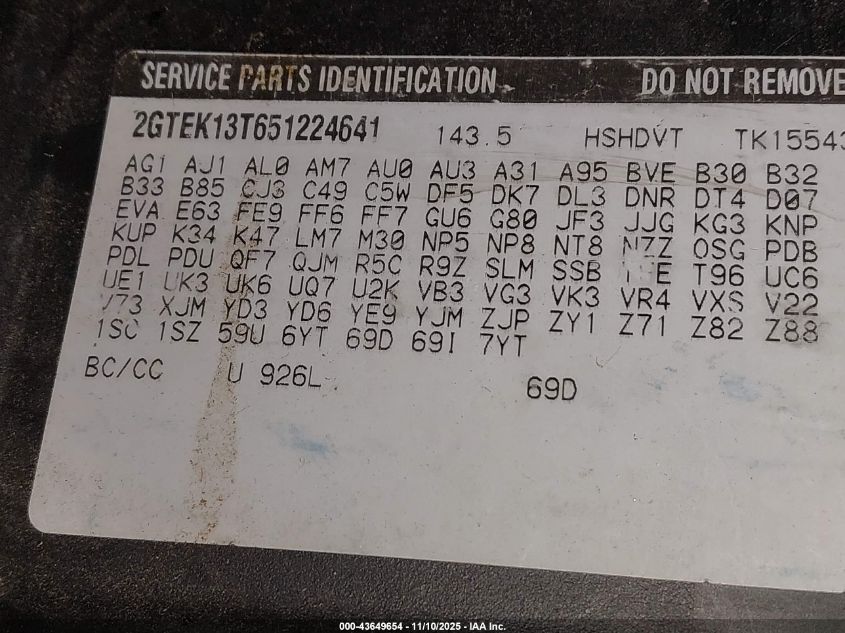 SERVICE PARTS IDENTIFICATION DO NOT REMOVE
2GTEK13T651224641 143.5 HSHDVT TK15543
AG1 AJ1 AL0 AM7 AU0 AU3 A31 A95 BVE B30 B32
B33 B85 CJ3 C49 C5W DF5 DK7 DL3 DNR DT4 D07
EVA E63 FE9 FF6 FF7 GU6 G80 JF3 JJG KG3 KNP
KUP K34 K47 LM7 M30 NP5 NP8 NT8 NZZ OSG PDB
PDL PDU QF7 QJM R5C R9Z SLM SSB T96 UC6
UE1 UK3 UK6 UQ7 U2K VB3 VG3 VK3 VR4 VXS V22
V73 XJM YD3 YD6 YE9 YJM ZJP ZY1 Z71 Z82 Z88
1SC 1SZ 59U 6YT 69D 69I 7YT
BC/CC U 926L 69D
000-43649654 - 11/10/2025 - IAA Inc.